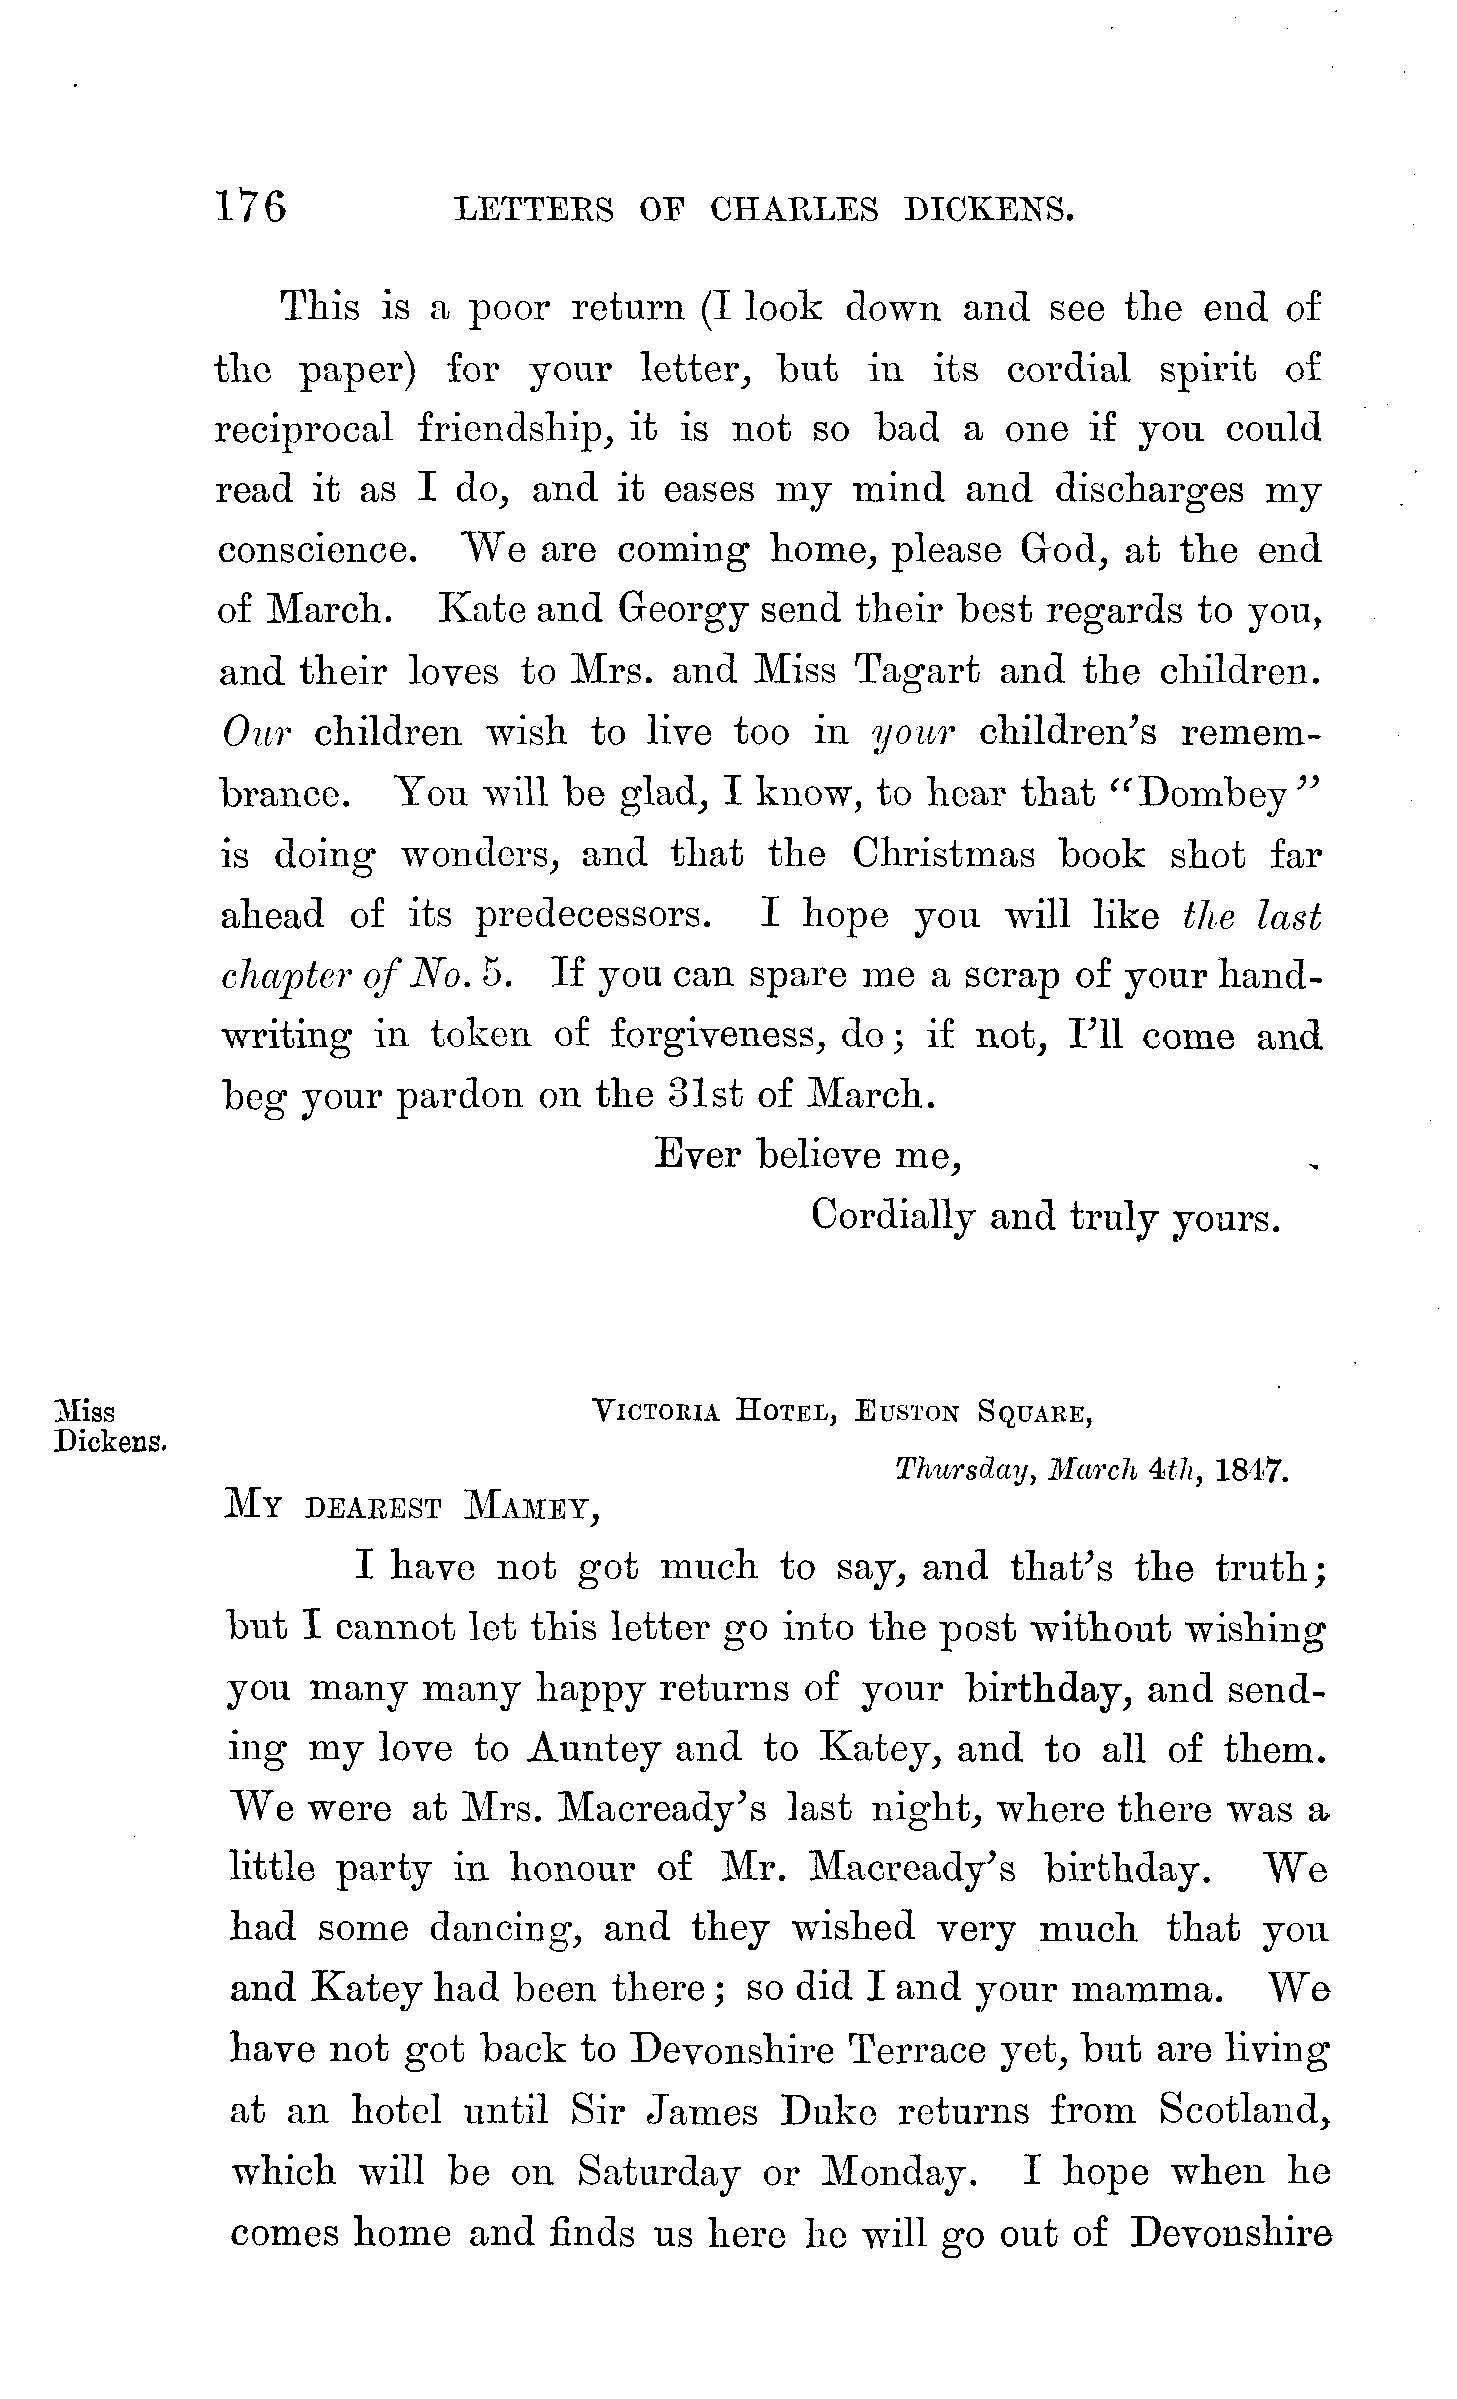 176 LETTERS OF CHARLES DICKENS.
This is a poor return (I look down and see the end of
the paper) for your letter, but in its cordial spirit of
reciprocal friendship, it is not so bad a one if you could
read it as I do, and it eases my mind and discharges my
conscience. We are coming home, please God, at the end
of March. Kate and Georgy send their best regards to you,
and their loves to Mrs. and Miss Tagart and the children.
Our children wish to live too in your children's remem-
brance. You will be glad, I know, to hear that "Dombey"
is doing wonders, and that the Christmas book shot far
ahead of its predecessors. I hope you will like the last
chapter of No. 5. If you can spare me a scrap of your hand-
writing in token of forgiveness, do; if not, I'll come and
beg your pardon on the 31st of March.
Ever believe me,
Cordially and truly yours.
Miss
Dickens.
VICTORIA HOTEL, EUSTON SQUARE,
Thursday, March 4th, 1847.
MY DEAREST MAMEY,
I have not got much to say, and that's the truth;
but I cannot let this letter go into the post without wishing
you many many happy returns of your birthday, and send-
ing my love to Auntey and to Katey, and to all of them.
We were at Mrs. Macready's last night, where there was a
little party in honour of Mr. Macready's birthday. We
had some dancing, and they wished very much that you
and Katey had been there; so did I and your mamma. We
have not got back to Devonshire Terrace yet, but are living
at an hotel until Sir James Duke returns from Scotland,
which will be on Saturday or Monday. I hope when he
comes home and finds us here he will go out of Devonshire